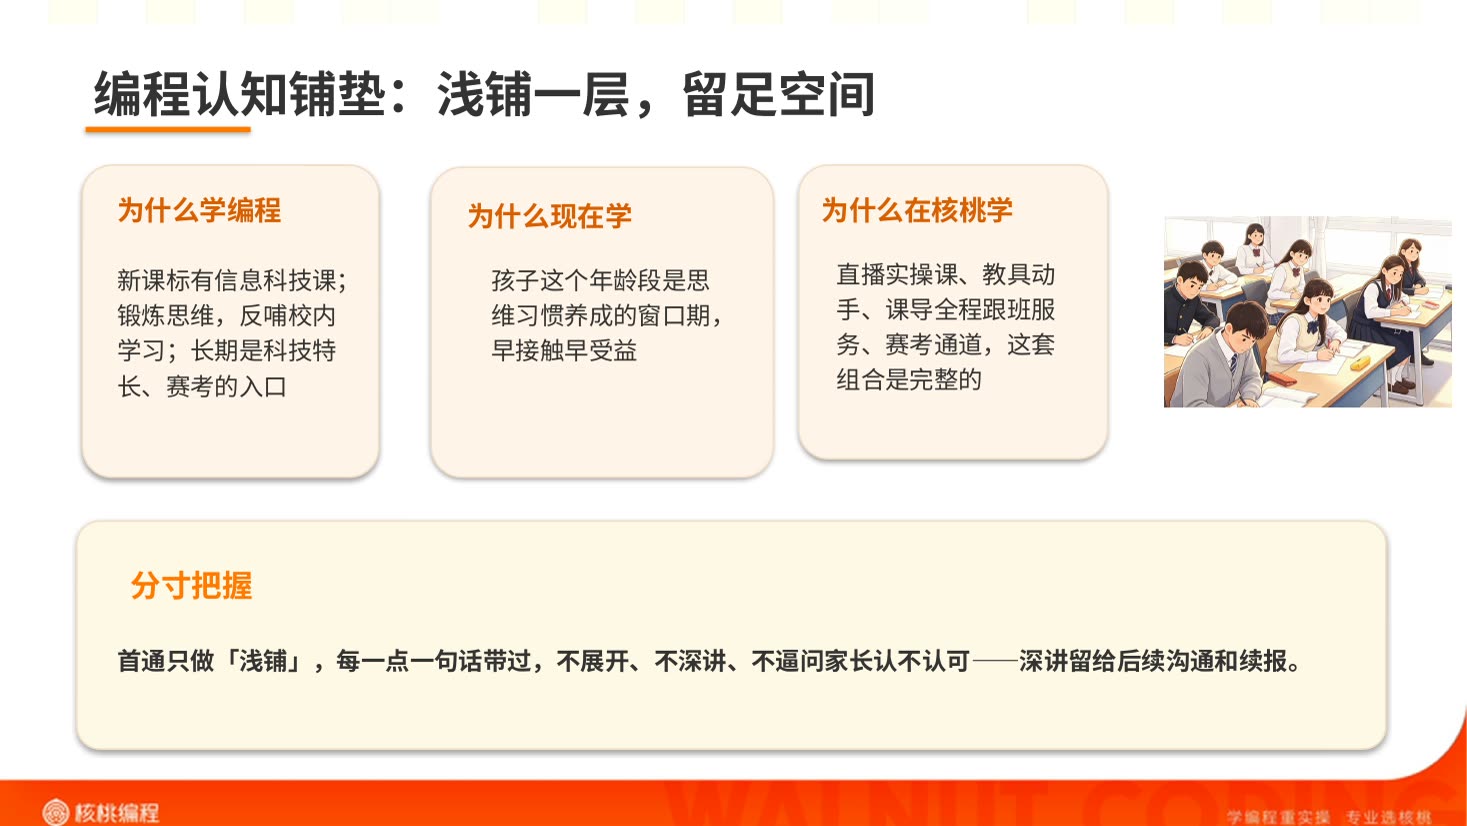 编程认知铺垫：浅铺一层，留足空间
为什么学编程
新课标有信息科技课；
锻炼思维，反哺校内
学习；长期是科技特
长、赛考的入口
为什么现在学
孩子这个年龄段是思
维习惯养成的窗口期，
早接触早受益
为什么在核桃学
直播实操课、教具动
手、课导全程跟班服
务、赛考通道，这套
组合是完整的
分寸把握
首通只做「浅铺」，每一点一句话带过，不展开、不深讲、不逼问家长认不认可——深讲留给后续沟通和续报。
核桃编程
WALNUT CODING
学编程重实操 专业选核桃